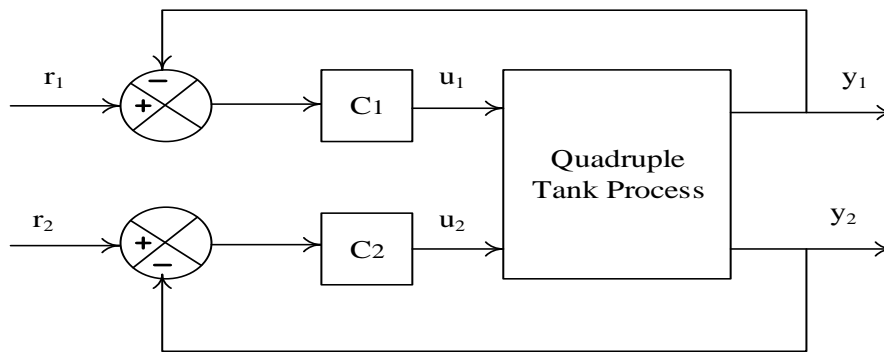 r1
−
+
C1
u1
Quadruple
Tank Process
y1
r2
+
−
C2
u2
y2